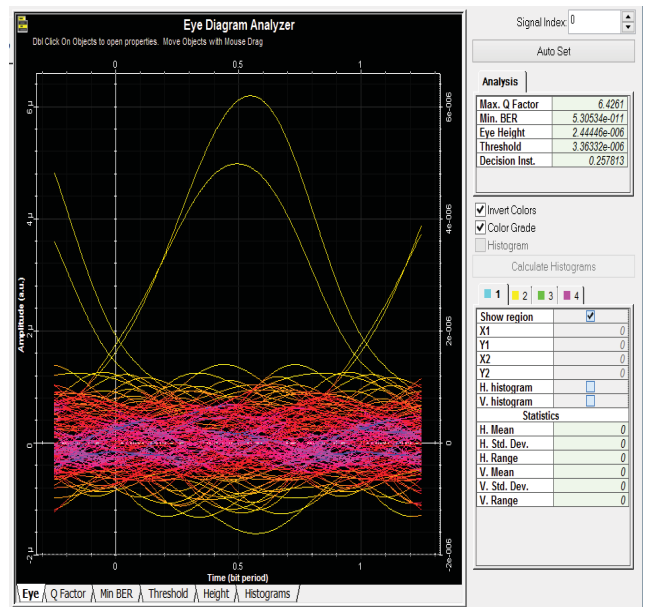 Eye Diagram Analyzer
Dbl Click On Objects to open properties. Move Objects with Mouse Drag
0 0.5 1
6 µ 6e-006
4 µ 4e-006
2 µ 2e-006
0 0
-2 µ -2e-006
Amplitude (a.u.)
0 0.5 1
Time (bit period)
Eye Q Factor Min BER Threshold Height Histograms
Signal Index: 0
Auto Set
Analysis
Max. Q Factor 6.4261
Min. BER 5.30534e-011
Eye Height 2.44446e-006
Threshold 3.36332e-006
Decision Inst. 0.257813
Invert Colors
Color Grade
Histogram
Calculate Histograms
1 2 3 4
Show region
X1 0
Y1 0
X2 0
Y2 0
H. histogram
V. histogram
Statistics
H. Mean 0
H. Std. Dev. 0
H. Range 0
V. Mean 0
V. Std. Dev. 0
V. Range 0